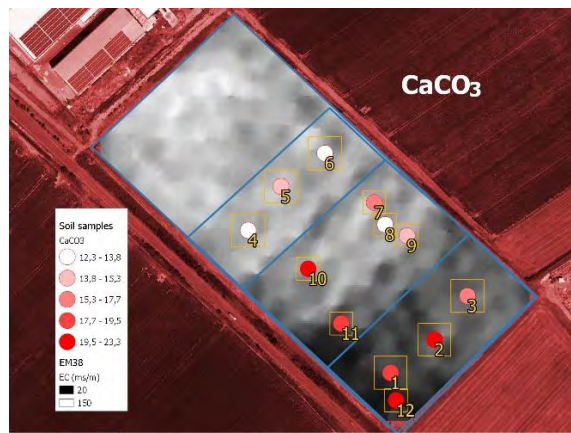 CaCO₃
6
5
7
4
8
9
10
3
11
2
1
12
Soil samples
CaCO3
12,3 - 13,8
13,8 - 15,3
15,3 - 17,7
17,7 - 19,5
19,5 - 23,3
EM38
EC (ms/m)
20
150